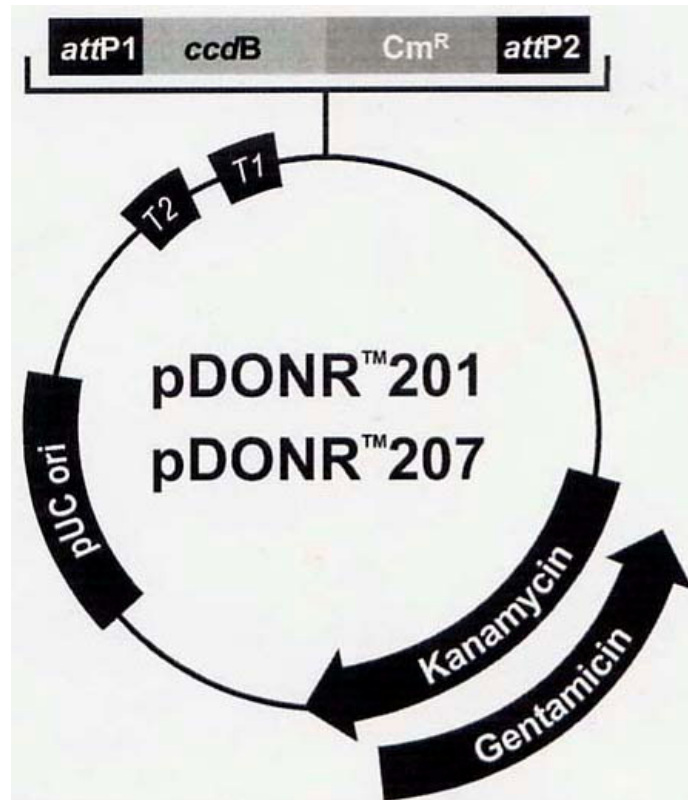 attP1 ccdB Cmᴿ attP2
T1
T2
pDONR™201
pDONR™207
pUC ori
Kanamycin
Gentamicin